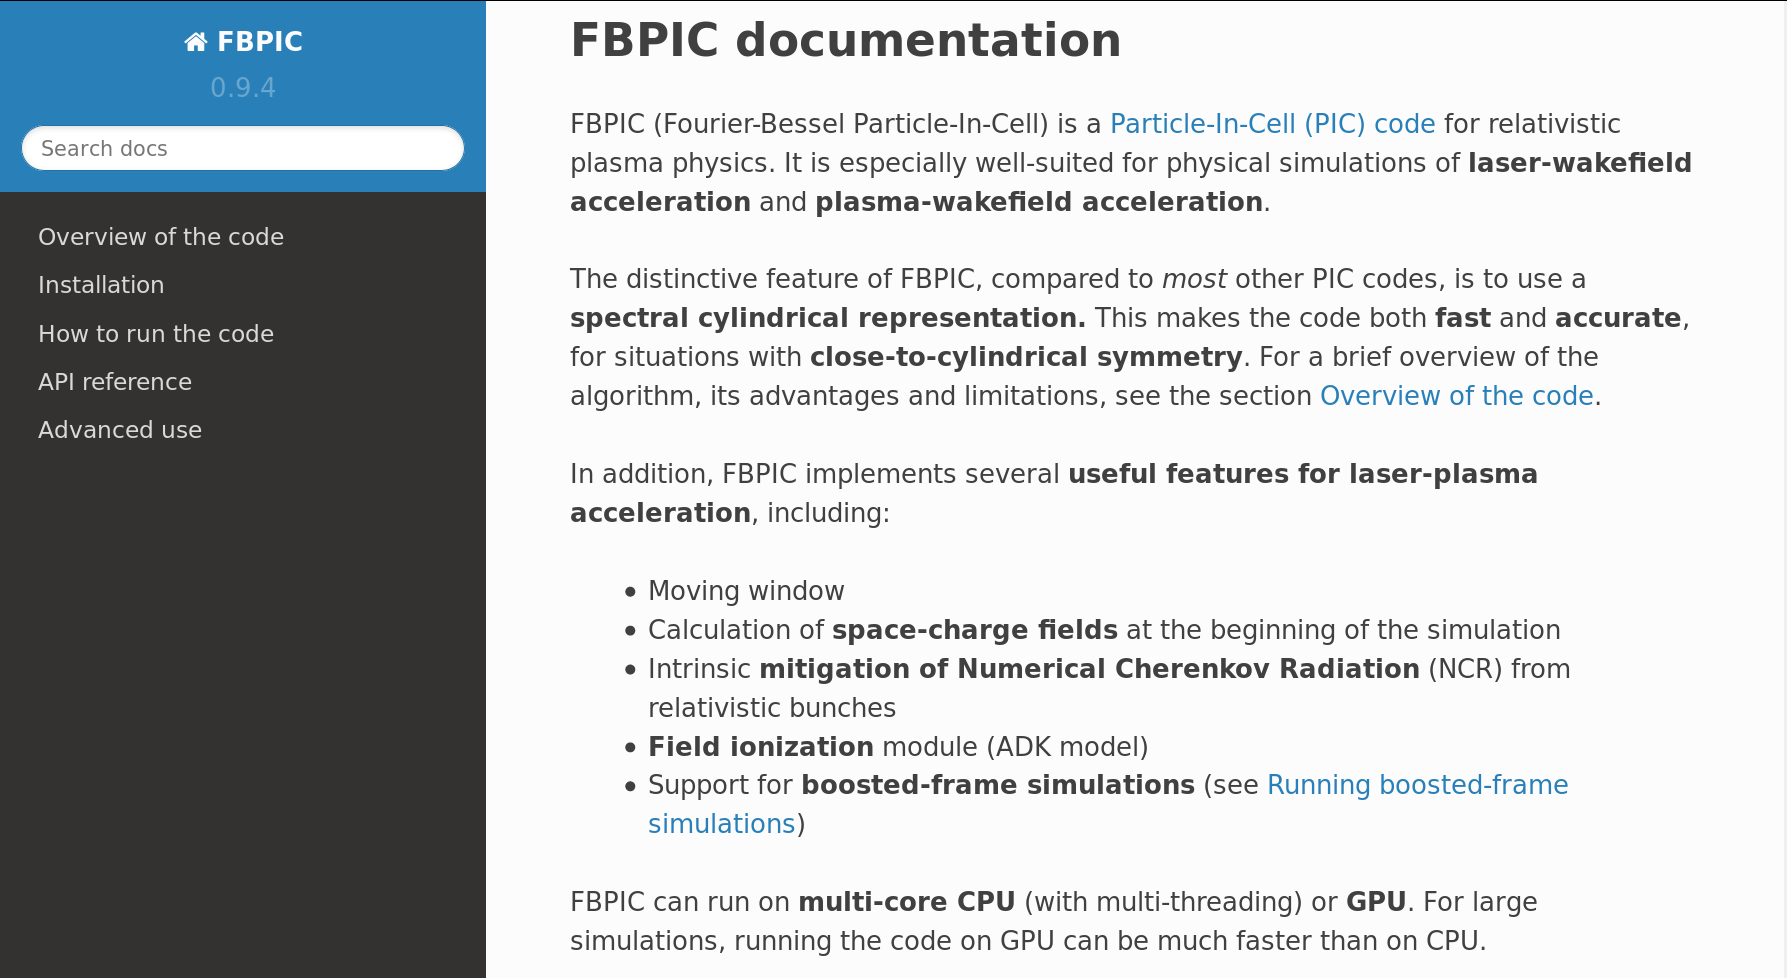 FBPIC
0.9.4
Search docs
Overview of the code
Installation
How to run the code
API reference
Advanced use
FBPIC documentation
FBPIC (Fourier-Bessel Particle-In-Cell) is a Particle-In-Cell (PIC) code for relativistic
plasma physics. It is especially well-suited for physical simulations of laser-wakefield
acceleration and plasma-wakefield acceleration.
The distinctive feature of FBPIC, compared to most other PIC codes, is to use a
spectral cylindrical representation. This makes the code both fast and accurate,
for situations with close-to-cylindrical symmetry. For a brief overview of the
algorithm, its advantages and limitations, see the section Overview of the code.
In addition, FBPIC implements several useful features for laser-plasma
acceleration, including:
• Moving window
• Calculation of space-charge fields at the beginning of the simulation
• Intrinsic mitigation of Numerical Cherenkov Radiation (NCR) from
relativistic bunches
• Field ionization module (ADK model)
• Support for boosted-frame simulations (see Running boosted-frame
simulations)
FBPIC can run on multi-core CPU (with multi-threading) or GPU. For large
simulations, running the code on GPU can be much faster than on CPU.